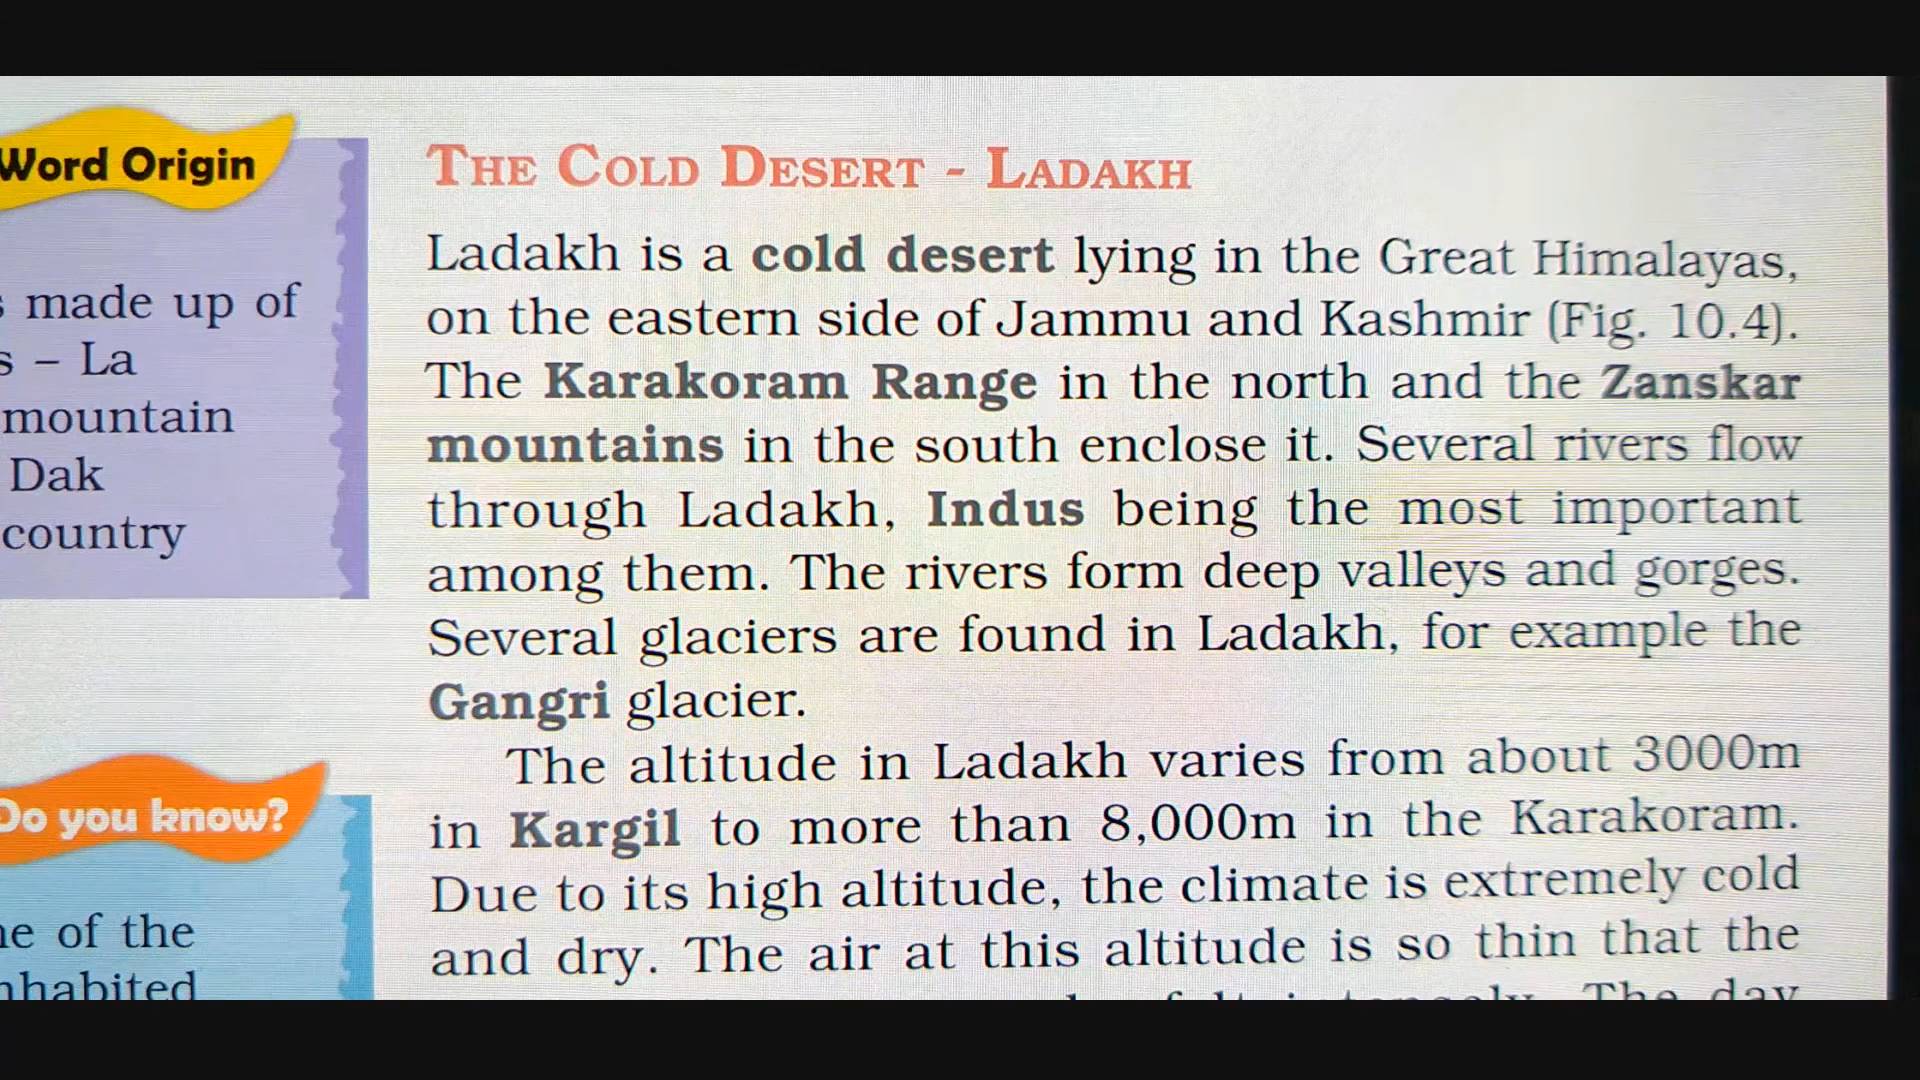 Word Origin
made up of
– La
mountain
Dak
country
THE COLD DESERT - LADAKH
Ladakh is a cold desert lying in the Great Himalayas,
on the eastern side of Jammu and Kashmir (Fig. 10.4).
The Karakoram Range in the north and the Zanskar
mountains in the south enclose it. Several rivers flow
through Ladakh, Indus being the most important
among them. The rivers form deep valleys and gorges.
Several glaciers are found in Ladakh, for example the
Gangri glacier.
The altitude in Ladakh varies from about 3000m
in Kargil to more than 8,000m in the Karakoram.
Due to its high altitude, the climate is extremely cold
and dry. The air at this altitude is so thin that the
The day
Do you know?
of the